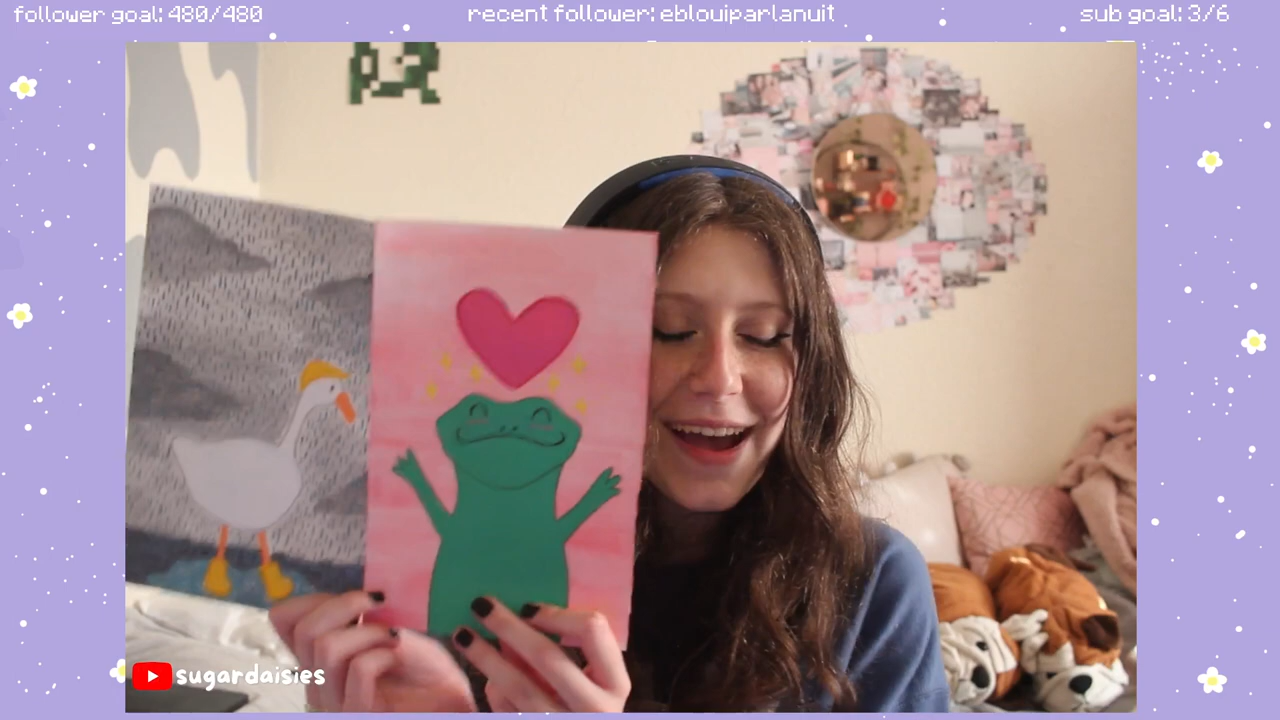 follower goal: 480/480
recent follower: eblouiparlanuit
sub goal: 3/6
sugardaisies